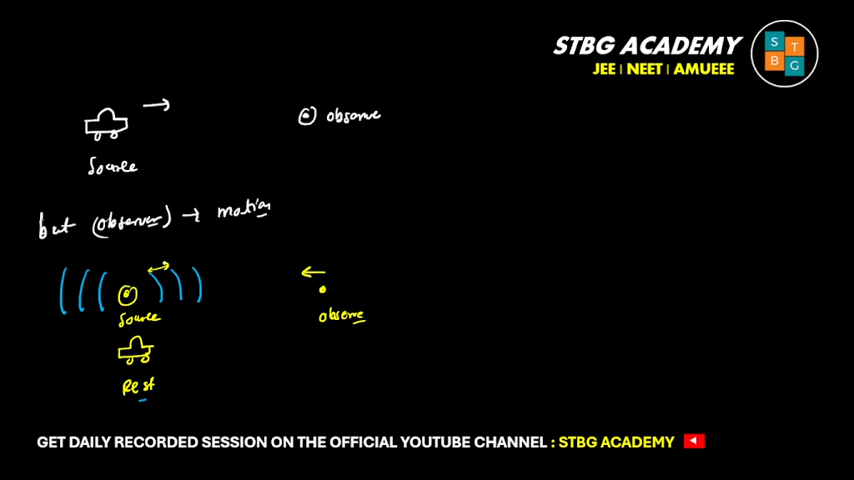 STBG ACADEMY
JEE | NEET | AMUEEE
S T
B G
observe
Source
but (observer) → motion
Source
observe
Rest
GET DAILY RECORDED SESSION ON THE OFFICIAL YOUTUBE CHANNEL : STBG ACADEMY